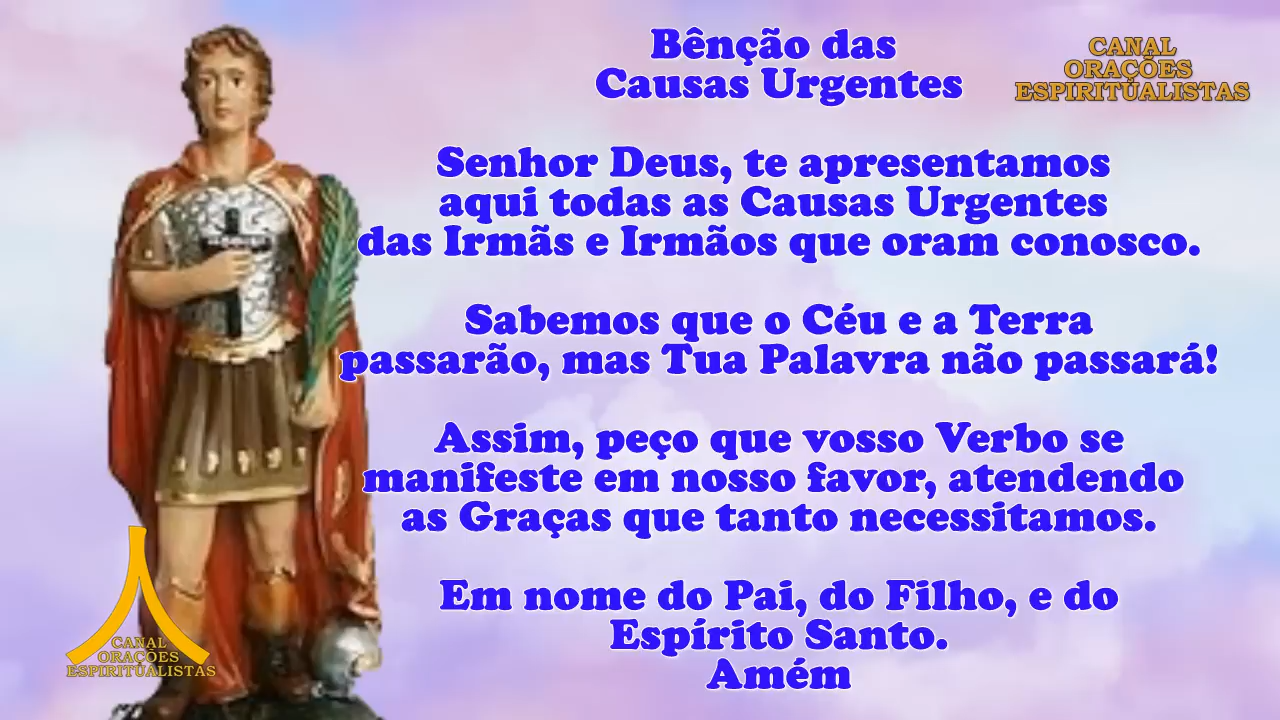 Bênção das
Causas Urgentes
CANAL
ORAÇÕES
ESPIRITUALISTAS
Senhor Deus, te apresentamos
aqui todas as Causas Urgentes
das Irmãs e Irmãos que oram conosco.
Sabemos que o Céu e a Terra
passarão, mas Tua Palavra não passará!
Assim, peço que vosso Verbo se
manifeste em nosso favor, atendendo
as Graças que tanto necessitamos.
Em nome do Pai, do Filho, e do
Espírito Santo.
Amém
CANAL
ORAÇÕES
ESPIRITUALISTAS